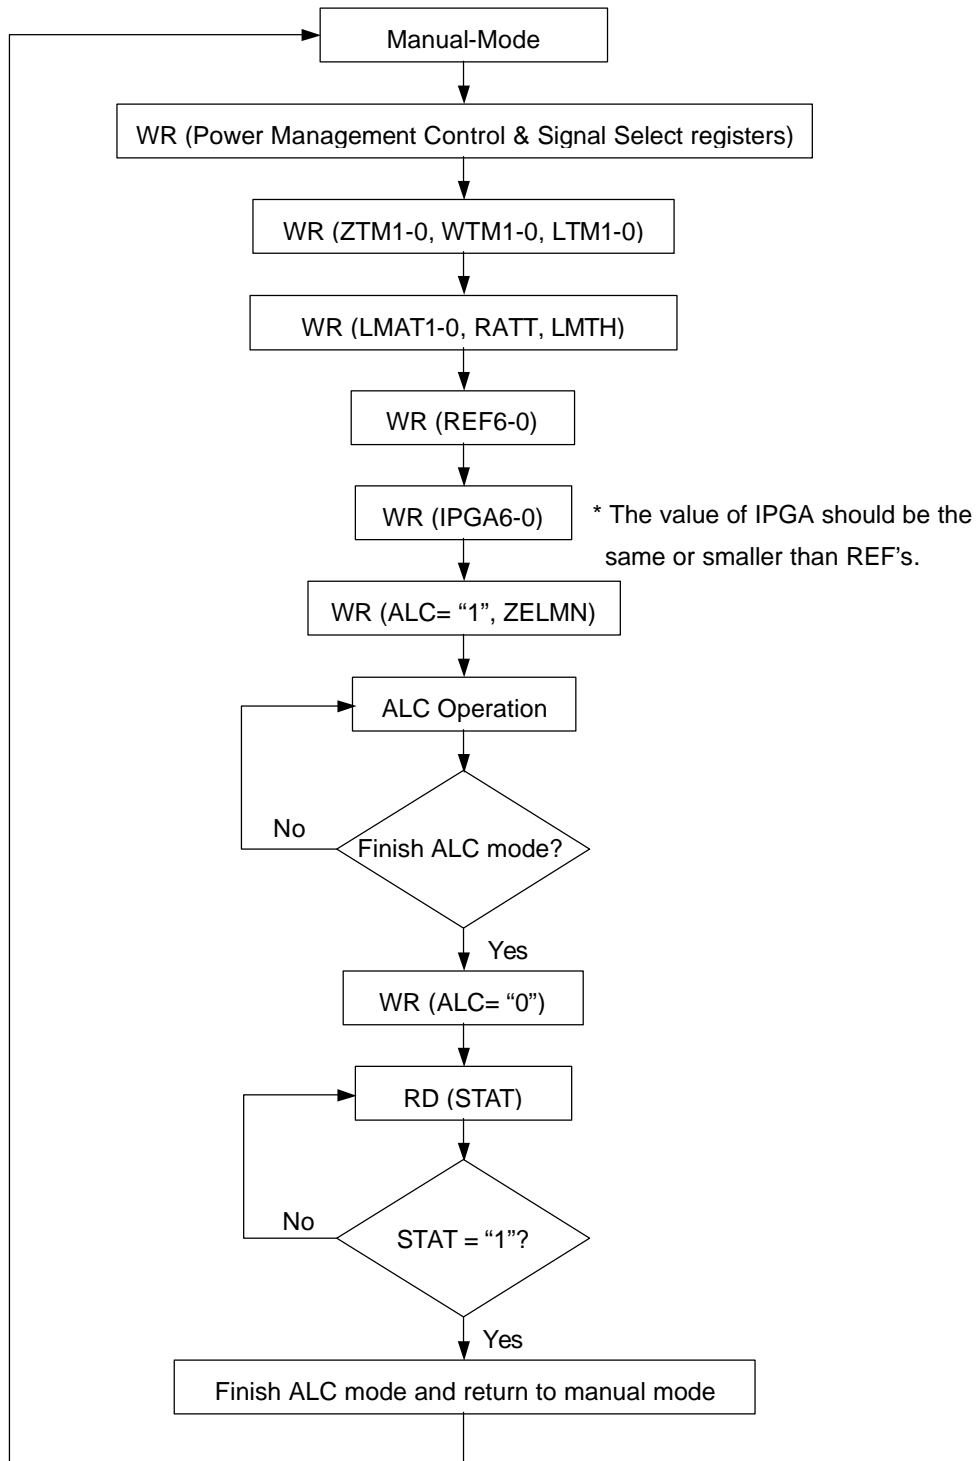 Manual-Mode
WR (Power Management Control & Signal Select registers)
WR (ZTM1-0, WTM1-0, LTM1-0)
WR (LMAT1-0, RATT, LMTH)
WR (REF6-0)
WR (IPGA6-0)
* The value of IPGA should be the
same or smaller than REF's.
WR (ALC= “1”, ZELMN)
ALC Operation
No
Finish ALC mode?
Yes
WR (ALC= “0”)
RD (STAT)
No
STAT = “1”?
Yes
Finish ALC mode and return to manual mode